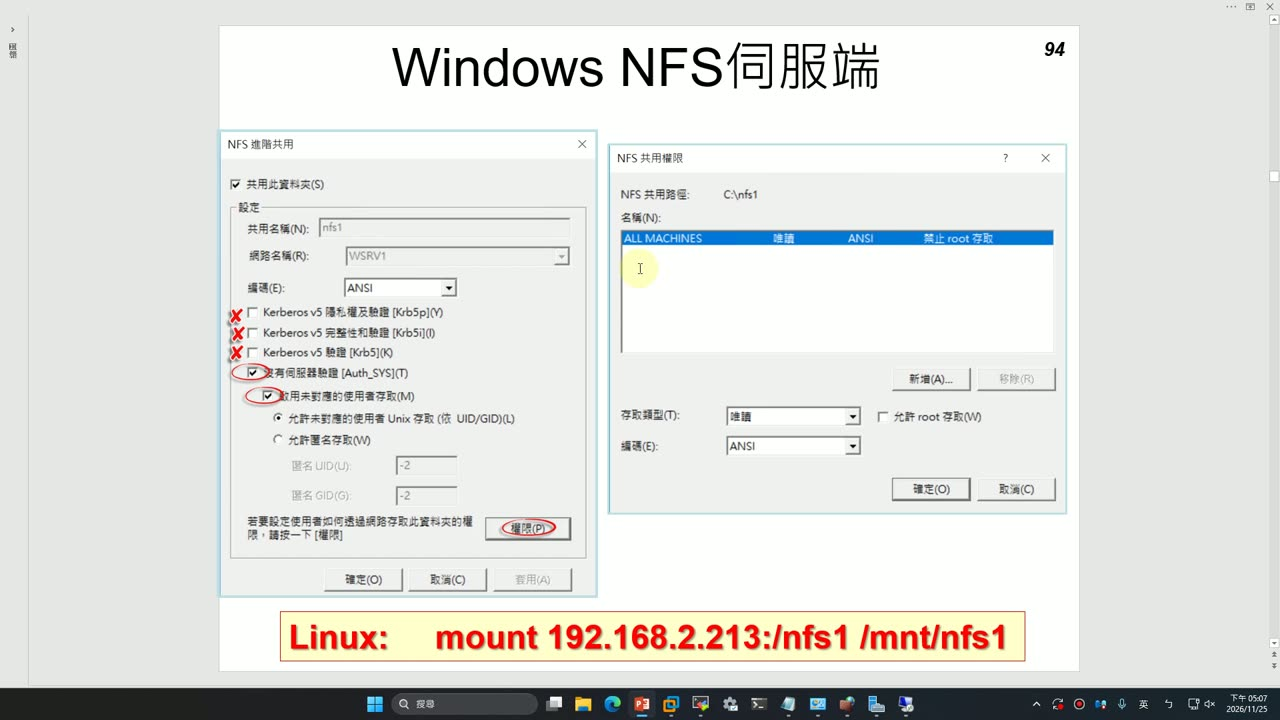 94
Windows NFS伺服端
NFS 進階共用
共用此資料夾(S)
設定
共用名稱(N): nfs1
網路名稱(R): WSRV1
編碼(E): ANSI
Kerberos v5 隱私權及驗證 [Krb5p](Y)
Kerberos v5 完整性和驗證 [Krb5i](I)
Kerberos v5 驗證 [Krb5](K)
沒有伺服器驗證 [Auth_SYS](T)
啟用未對應的使用者存取(M)
允許未對應的使用者 Unix 存取 (依 UID/GID)(L)
允許匿名存取(W)
匿名 UID(U): -2
匿名 GID(G): -2
若要設定使用者如何透過網路存取此資料夾的權
限，請按一下 [權限]
權限(P)
確定(O) 取消(C) 套用(A)
NFS 共用權限 ?
NFS 共用路徑: C:\nfs1
名稱(N):
ALL MACHINES 唯讀 ANSI 禁止 root 存取
新增(A)... 移除(R)
存取類型(T): 唯讀 允許 root 存取(W)
編碼(E): ANSI
確定(O) 取消(C)
Linux: mount 192.168.2.213:/nfs1 /mnt/nfs1
搜尋
英
下午 05:07
2026/11/25